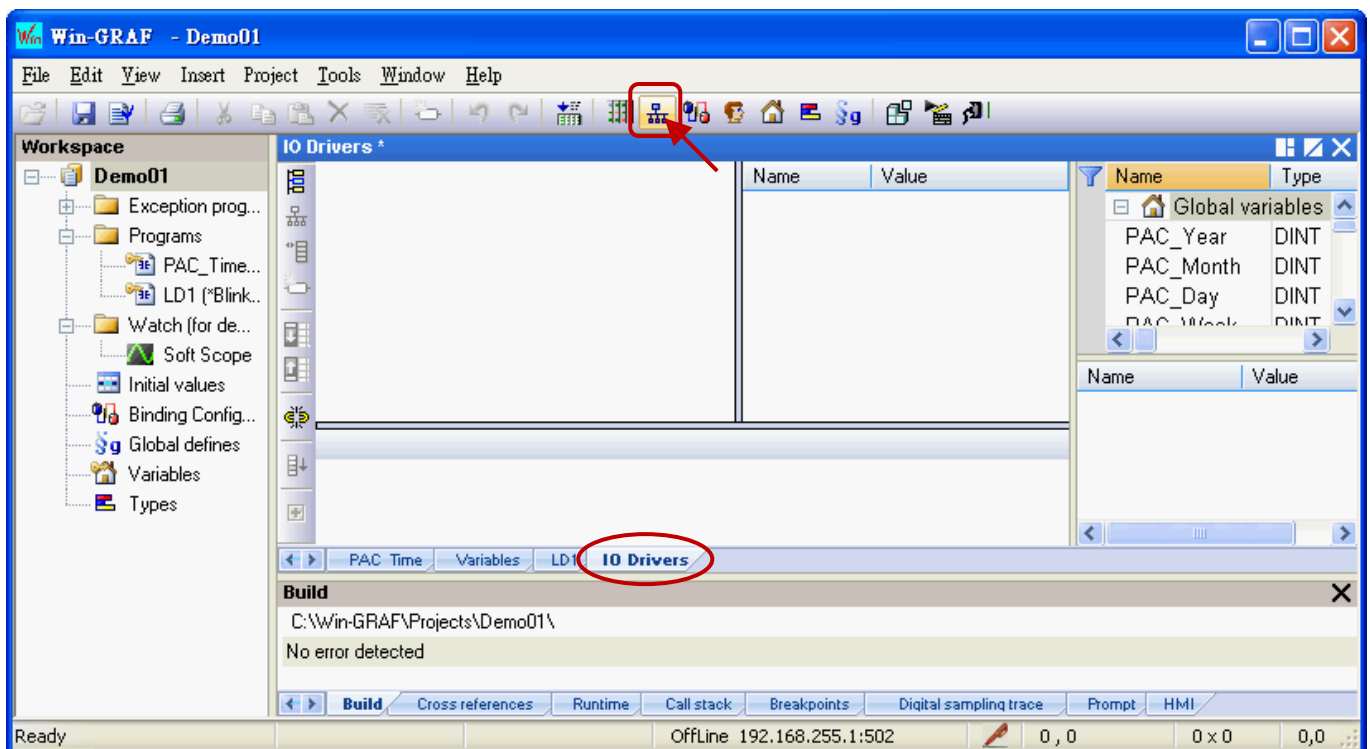 Win-GRAF - Demo01
File Edit View Insert Project Tools Window Help
Workspace
Demo01
Exception prog...
Programs
PAC_Time...
LD1 (*Blink..
Watch (for de...
Soft Scope
Initial values
Binding Config...
Global defines
Variables
Types
IO Drivers *
Name Value
Name Type
Global variables
PAC_Year DINT
PAC_Month DINT
PAC_Day DINT
PAC_Week DINT
Name Value
PAC_Time Variables LD1 IO Drivers
Build
C:\Win-GRAF\Projects\Demo01\
No error detected
Build Cross references Runtime Call stack Breakpoints Digital sampling trace Prompt HMI
Ready OffLine 192.168.255.1:502 0 , 0 0 x 0 0,0